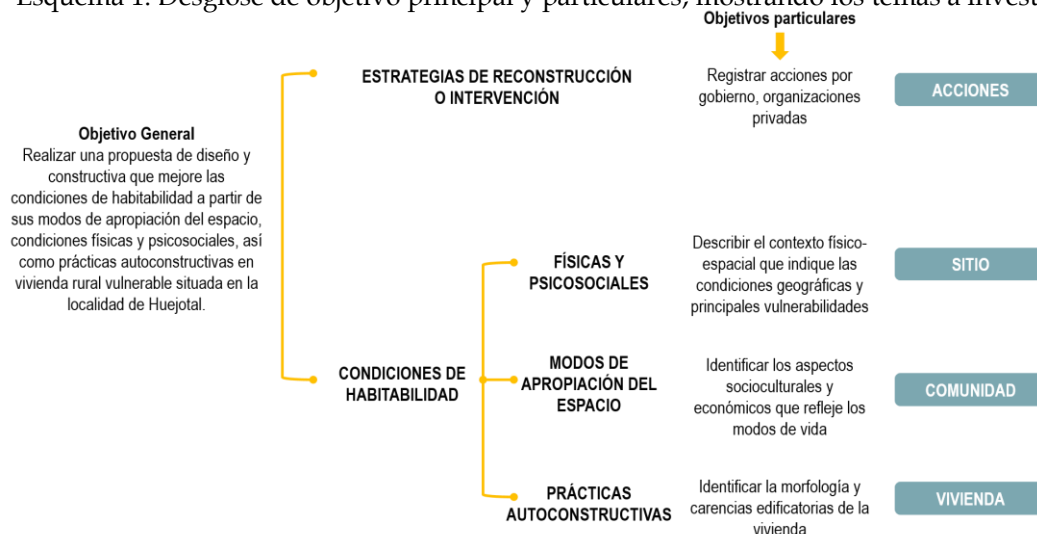 Esquema 1. Desglose de objetivo principal y particulares, mostrando los temas a
Objetivos particulares
Objetivo General
Realizar una propuesta de diseño y
constructiva que mejore las
condiciones de habitabilidad a partir de
sus modos de apropiación del espacio,
condiciones físicas y psicosociales, así
como prácticas autoconstructivas en
vivienda rural vulnerable situada en la
localidad de Huejotal.
ESTRATEGIAS DE RECONSTRUCCIÓN
O INTERVENCIÓN
Registrar acciones por
gobierno, organizaciones
privadas
ACCIONES
CONDICIONES DE
HABITABILIDAD
FÍSICAS Y
PSICOSOCIALES
Describir el contexto físico-
espacial que indique las
condiciones geográficas y
principales vulnerabilidades
SITIO
MODOS DE
APROPIACIÓN DEL
ESPACIO
Identificar los aspectos
socioculturales y
económicos que refleje los
modos de vida
COMUNIDAD
PRÁCTICAS
AUTOCONSTRUCTIVAS
Identificar la morfología y
carencias edificatorias de la
vivienda
VIVIENDA